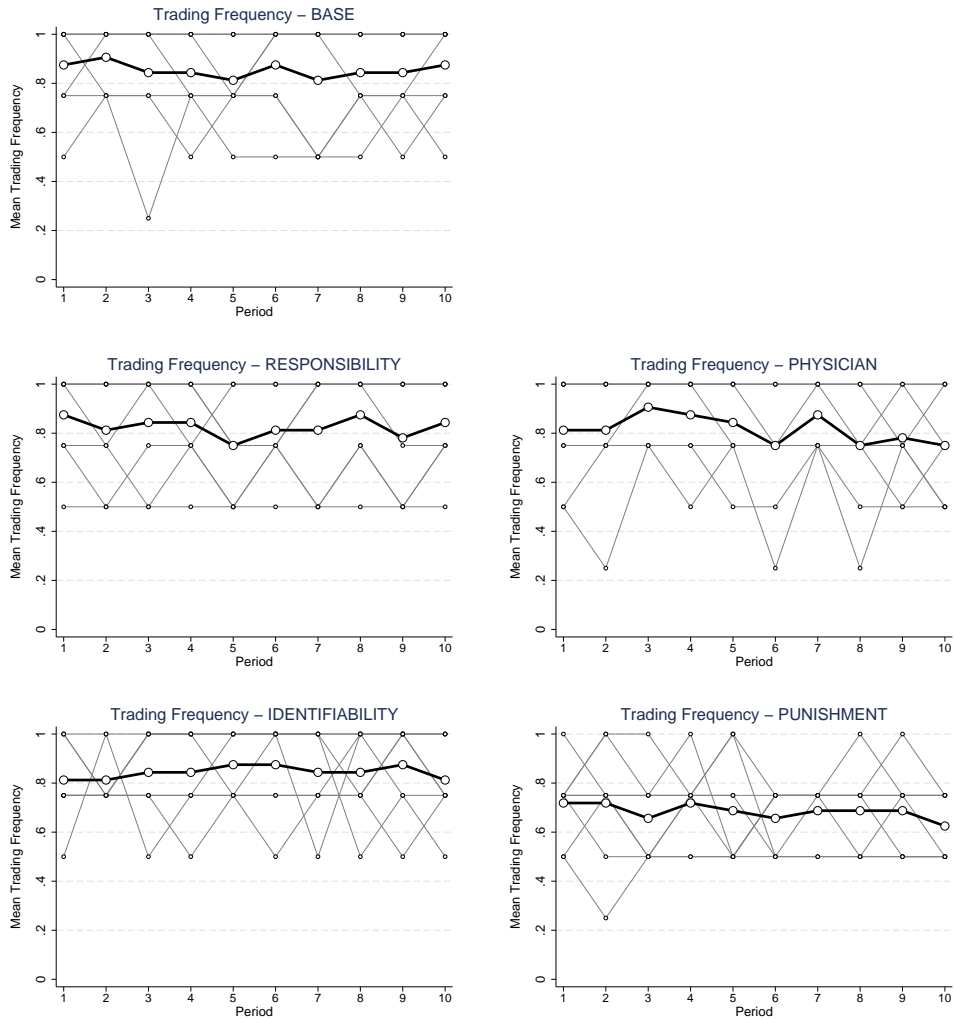 Trading Frequency – BASE
Mean Trading Frequency
1
.8
.6
.4
.2
0
1 2 3 4 5 6 7 8 9 10
Period
Trading Frequency – RESPONSIBILITY
Mean Trading Frequency
1
.8
.6
.4
.2
0
1 2 3 4 5 6 7 8 9 10
Period
Trading Frequency – PHYSICIAN
Mean Trading Frequency
1
.8
.6
.4
.2
0
1 2 3 4 5 6 7 8 9 10
Period
Trading Frequency – IDENTIFIABILITY
Mean Trading Frequency
1
.8
.6
.4
.2
0
1 2 3 4 5 6 7 8 9 10
Period
Trading Frequency – PUNISHMENT
Mean Trading Frequency
1
.8
.6
.4
.2
0
1 2 3 4 5 6 7 8 9 10
Period